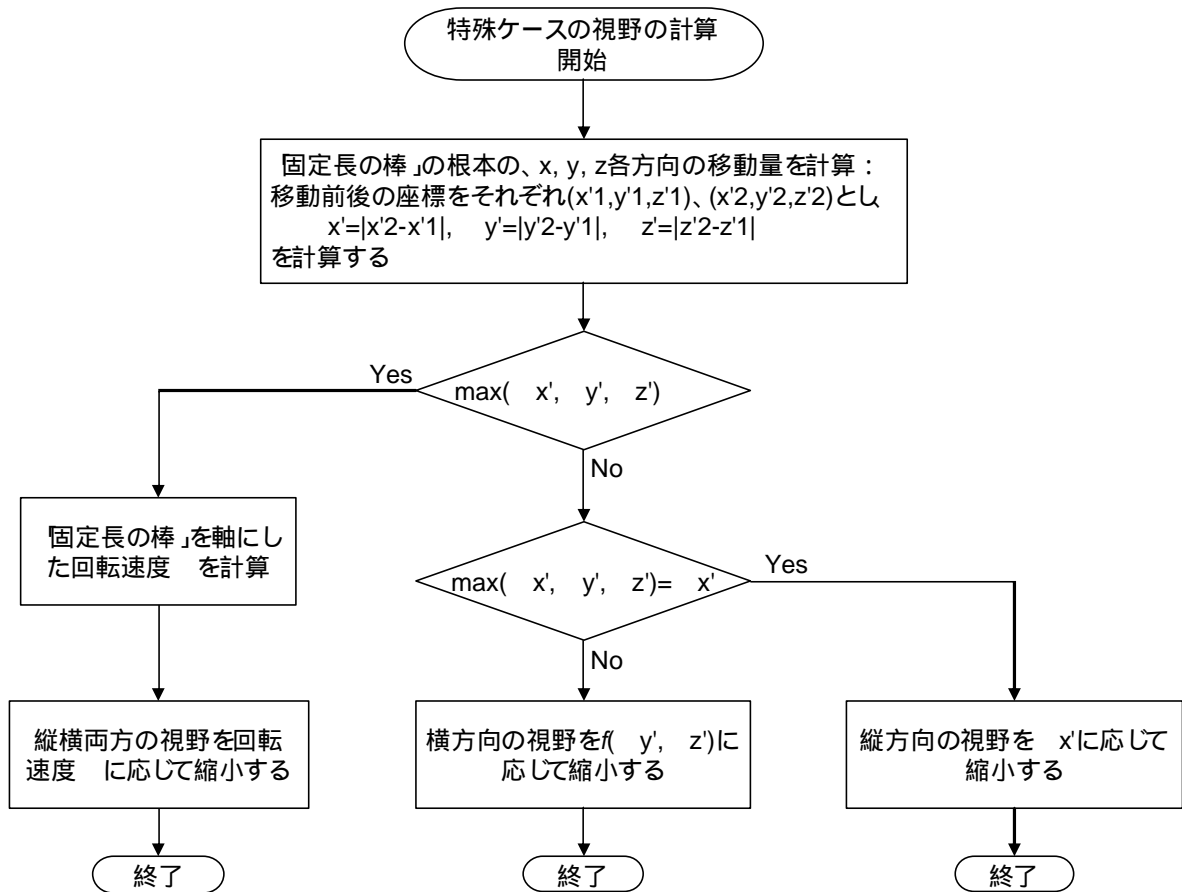 特殊ケースの視野の計算
開始
「固定長の棒」の根本の、x, y, z各方向の移動量を計算：
移動前後の座標をそれぞれ(x'1,y'1,z'1)、(x'2,y'2,z'2)とし、
x'=|x'2-x'1|, y'=|y'2-y'1|, z'=|z'2-z'1|
を計算する
Yes
max( x', y', z')
No
「固定長の棒」を軸にし
た回転速度 を計算
max( x', y', z')= x'
Yes
No
縦横両方の視野を回転
速度 に応じて縮小する
横方向の視野をf( y', z')に
応じて縮小する
縦方向の視野を x'に応じて
縮小する
終了
終了
終了